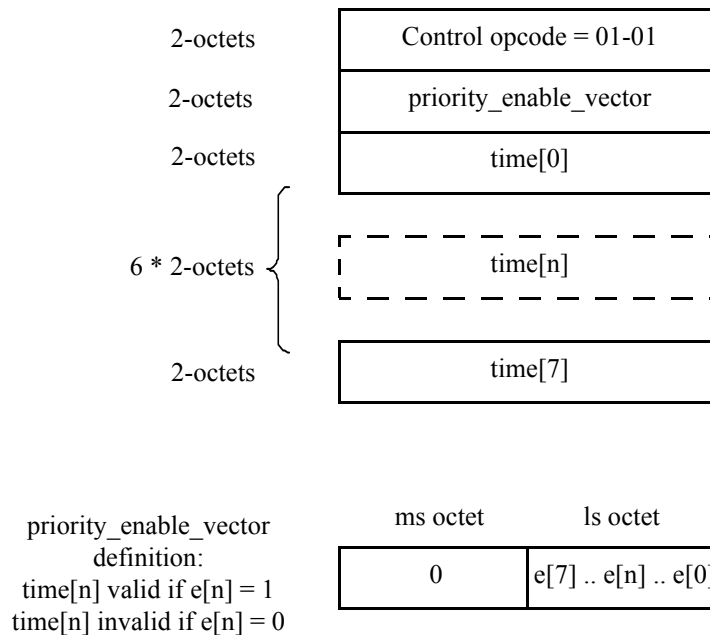 2-octets Control opcode = 01-01
2-octets priority_enable_vector
2-octets time[0]
6 * 2-octets time[n]
2-octets time[7]
ms octet ls octet
priority_enable_vector
definition:
time[n] valid if e[n] = 1
time[n] invalid if e[n] = 0
0 e[7] .. e[n] .. e[0]